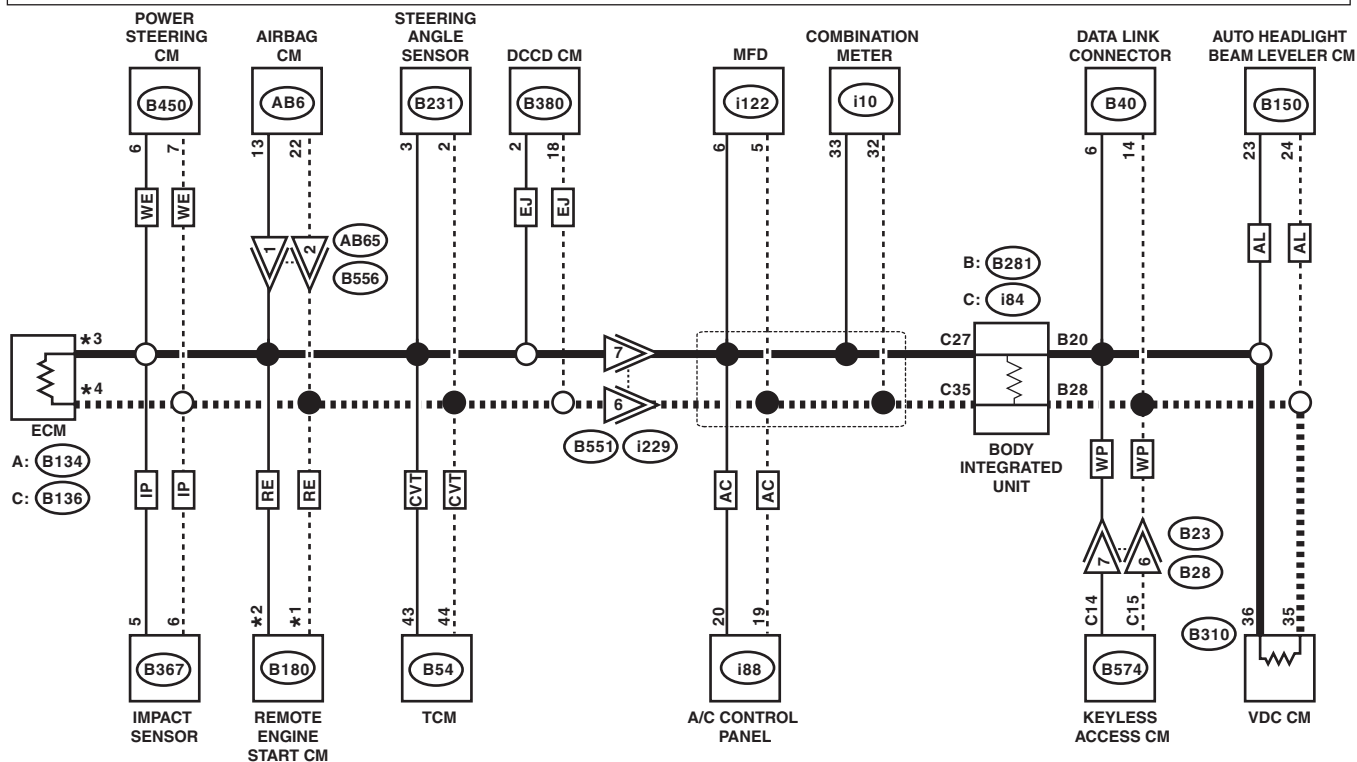 POWER
STEERING
CM
AIRBAG
CM
STEERING
ANGLE
SENSOR
DCCD CM
MFD
COMBINATION
METER
DATA LINK
CONNECTOR
AUTO HEADLIGHT
BEAM LEVELER CM
B450
AB6
B231
B380
i122
i10
B40
B150
6
7
13
22
3
2
2
18
6
5
33
32
6
14
23
24
WE
WE
EJ
EJ
AL
AL
1
2
AB65
B556
B: B281
C: i84
*3
7
C27
B20
*4
6
C35
B28
ECM
A: B134
C: B136
B551
i229
BODY
INTEGRATED
UNIT
IP
IP
RE
RE
CVT
CVT
AC
AC
WP
WP
7
6
B23
B28
5
6
*2
*1
43
44
20
19
C14
C15
36
35
B310
B367
B180
B54
i88
B574
IMPACT
SENSOR
REMOTE
ENGINE
START CM
TCM
A/C CONTROL
PANEL
KEYLESS
ACCESS CM
VDC CM